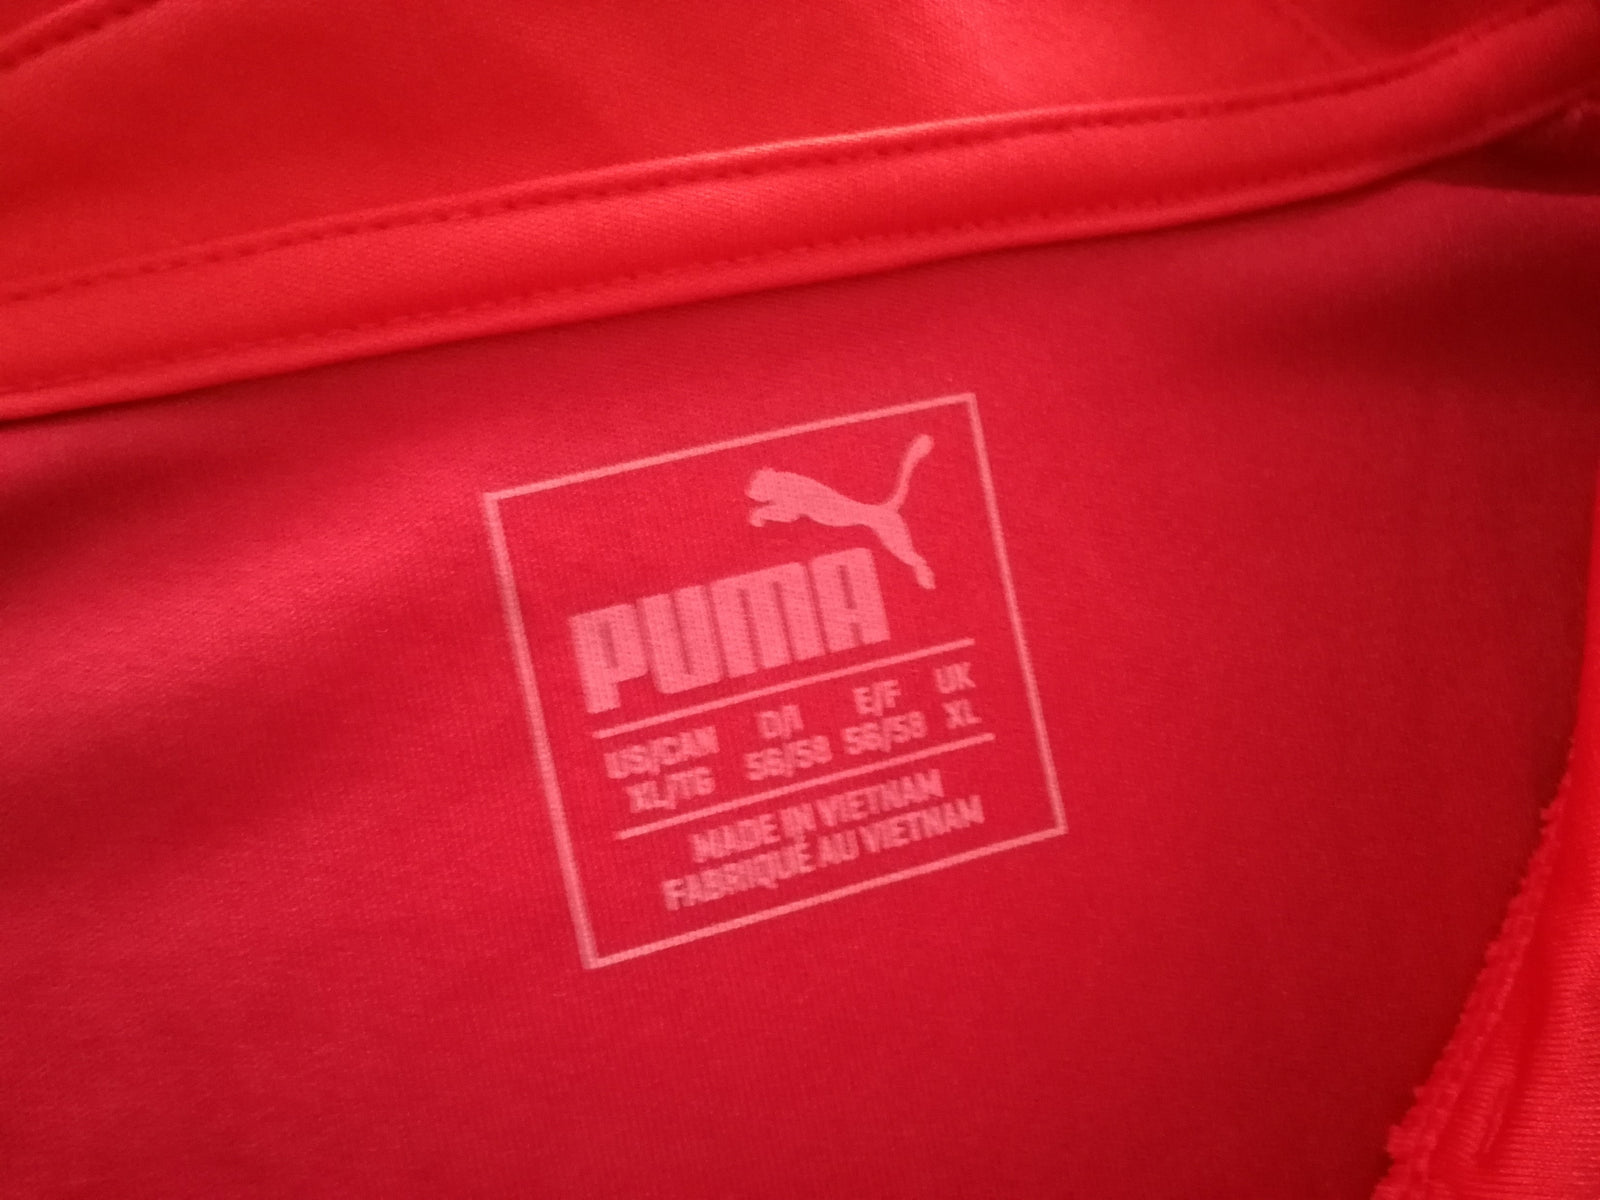 PUMA
US/CAN D/I E/F UK
XL/TG 56/58 56/58 XL
MADE IN VIETNAM
FABRIQUÉ AU VIETNAM